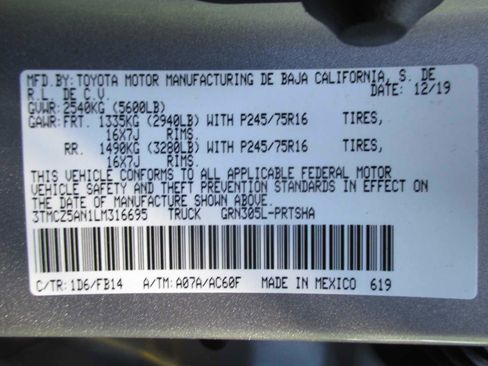 MFD.BY:TOYOTA MOTOR MANUFACTURING DE BAJA CALIFORNIA, S. DE
R.L. DE C.V. DATE: 12/19
GVWR:2540KG (5600LB)
GAWR:FRT. 1335KG (2940LB) WITH P245/75R16 TIRES,
16X7J RIMS,
RR. 1490KG (3280LB) WITH P245/75R16 TIRES,
16X7J RIMS.
THIS VEHICLE CONFORMS TO ALL APPLICABLE FEDERAL MOTOR
VEHICLE SAFETY AND THEFT PREVENTION STANDARDS IN EFFECT ON
THE DATE OF MANUFACTURE SHOWN ABOVE.
3TMCZ5AN1LM316695 TRUCK GRN305L-PRTSHA
C/TR:1D6/FB14 A/TM:A07A/AC60F MADE IN MEXICO 619